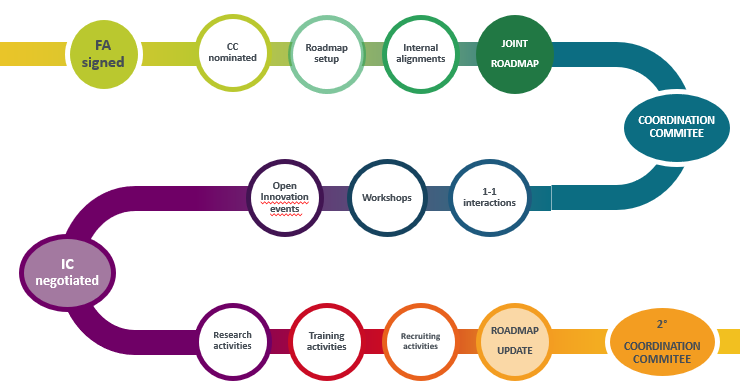 FA
signed
CC
nominated
Roadmap
setup
Internal
alignments
JOINT
ROADMAP
COORDINATION
COMMITEE
1-1
interactions
Workshops
Open
Innovation
events
IC
negotiated
Research
activities
Training
activities
Recruiting
activities
ROADMAP
UPDATE
2°
COORDINATION
COMMITEE